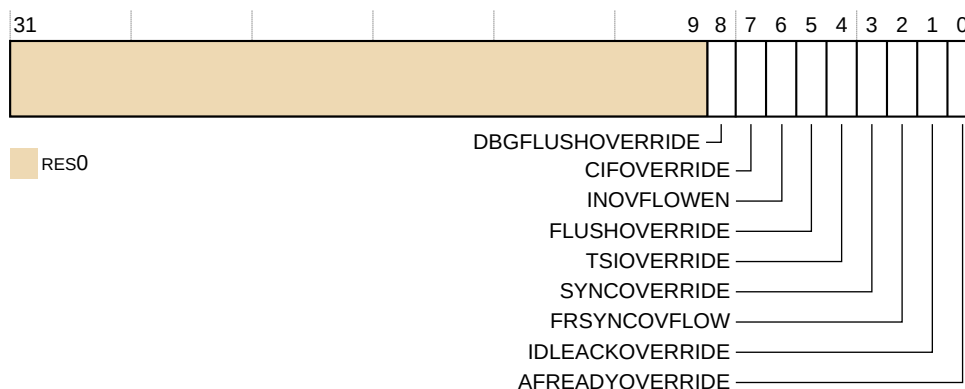 31 9 8 7 6 5 4 3 2 1 0
DBGFLUSHOVERRIDE
RES0
CIFOVERRIDE
INOVFLOWEN
FLUSHOVERRIDE
TSIOVERRIDE
SYNCOVERRIDE
FRSYNCOVFLOW
IDLEACKOVERRIDE
AFREADYOVERRIDE